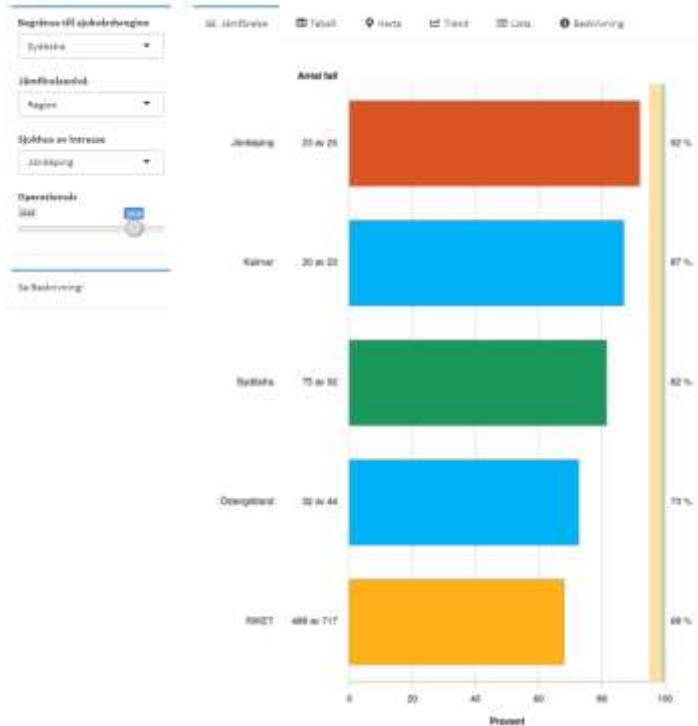 Begränsa till sjukvårdsregion
Sydöstra
Jämförelsenivå
Region
Sjukhus av intresse
Jönköping
Operationsår
Se Beskrivning
Jämförelse Tabell Karta Trend Lista Beskrivning
Antal fall
Jönköping 23 av 25 92 %
Kalmar 20 av 23 87 %
Sydöstra 75 av 92 82 %
Östergötland 32 av 44 73 %
RIKET av 717 68 %
0 20 40 60 80 100
Procent